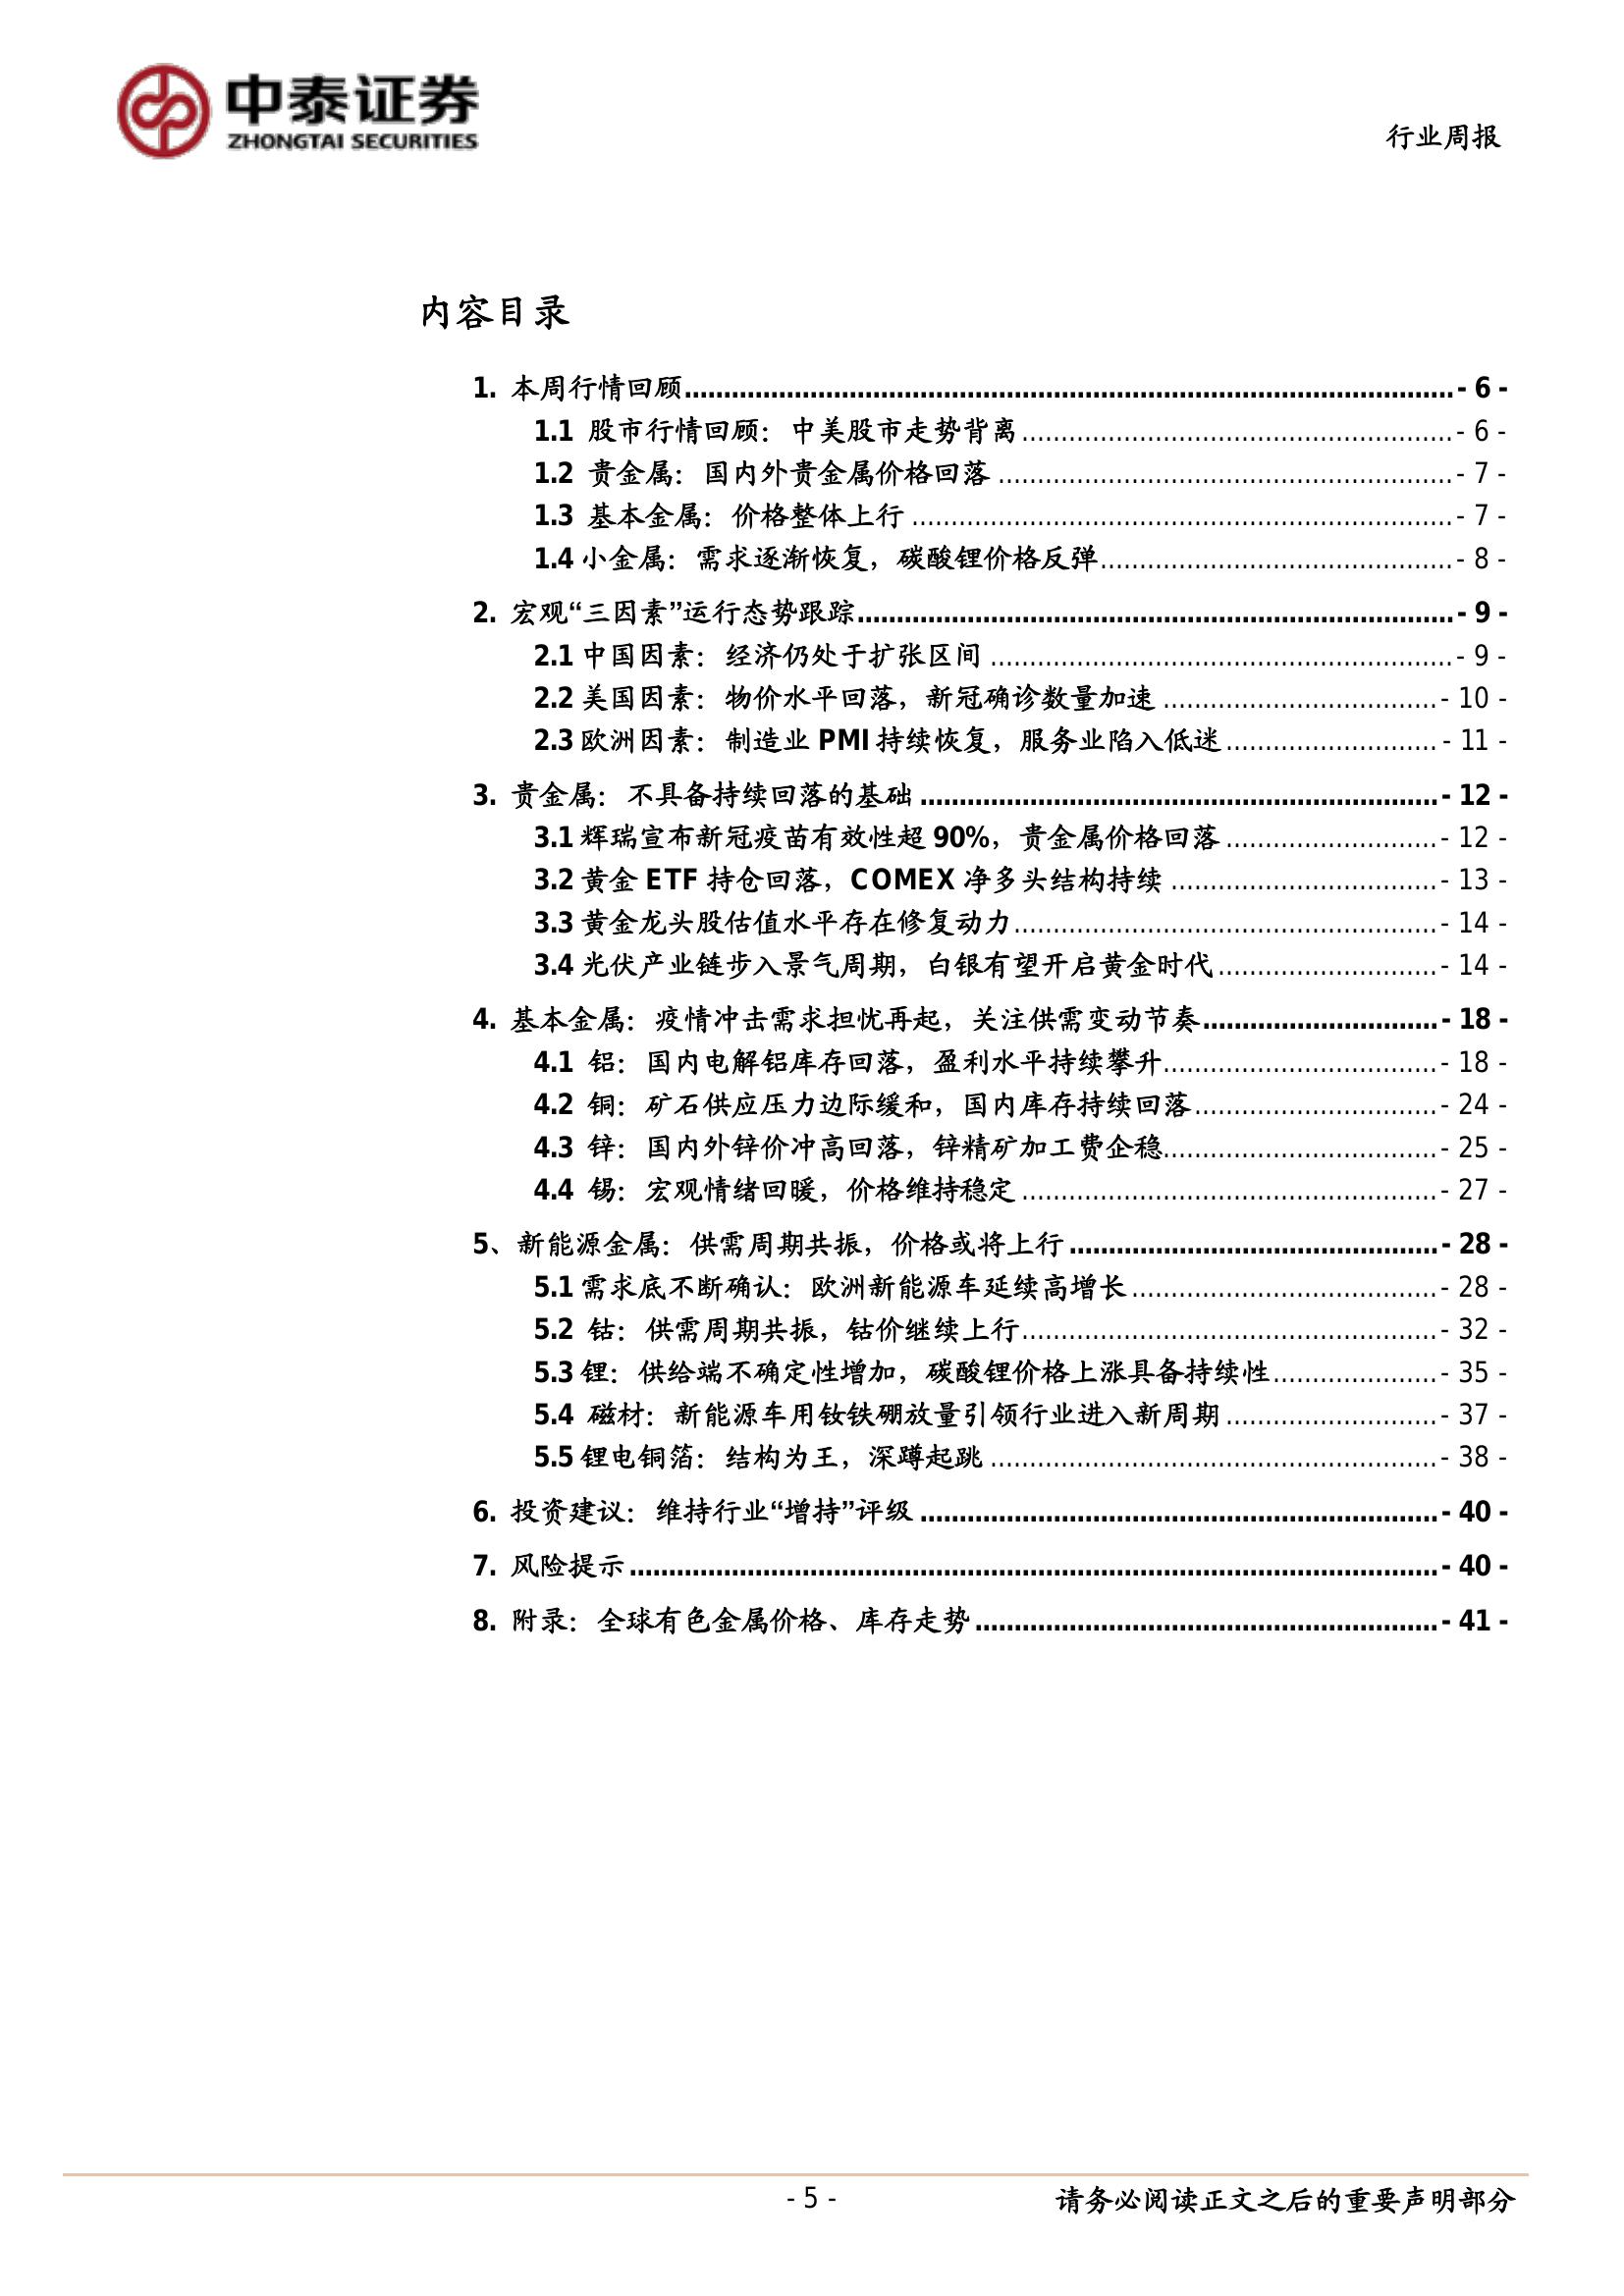 中泰证券
ZHONGTAI SECURITIES
行业周报
内容目录
1. 本周行情回顾 - 6 -
1.1 股市行情回顾：中美股市走势背离 - 6 -
1.2 贵金属：国内外贵金属价格回落 - 7 -
1.3 基本金属：价格整体上行 - 7 -
1.4 小金属：需求逐渐恢复，碳酸锂价格反弹 - 8 -
2. 宏观“三因素”运行态势跟踪 - 9 -
2.1 中国因素：经济仍处于扩张区间 - 9 -
2.2 美国因素：物价水平回落，新冠确诊数量加速 - 10 -
2.3 欧洲因素：制造业 PMI 持续恢复，服务业陷入低迷 - 11 -
3. 贵金属：不具备持续回落的基础 - 12 -
3.1 辉瑞宣布新冠疫苗有效性超 90%，贵金属价格回落 - 12 -
3.2 黄金 ETF 持仓回落，COMEX 净多头结构持续 - 13 -
3.3 黄金龙头股估值水平存在修复动力 - 14 -
3.4 光伏产业链步入景气周期，白银有望开启黄金时代 - 14 -
4. 基本金属：疫情冲击需求担忧再起，关注供需变动节奏 - 18 -
4.1 铝：国内电解铝库存回落，盈利水平持续攀升 - 18 -
4.2 铜：矿石供应压力边际缓和，国内库存持续回落 - 24 -
4.3 锌：国内外锌价冲高回落，锌精矿加工费企稳 - 25 -
4.4 锡：宏观情绪回暖，价格维持稳定 - 27 -
5、新能源金属：供需周期共振，价格或将上行 - 28 -
5.1 需求底不断确认：欧洲新能源车延续高增长 - 28 -
5.2 钴：供需周期共振，钴价继续上行 - 32 -
5.3 锂：供给端不确定性增加，碳酸锂价格上涨具备持续性 - 35 -
5.4 磁材：新能源车用钕铁硼放量引领行业进入新周期 - 37 -
5.5 锂电铜箔：结构为王，深蹲起跳 - 38 -
6. 投资建议：维持行业“增持”评级 - 40 -
7. 风险提示 - 40 -
8. 附录：全球有色金属价格、库存走势 - 41 -
- 5 -
请务必阅读正文之后的重要声明部分